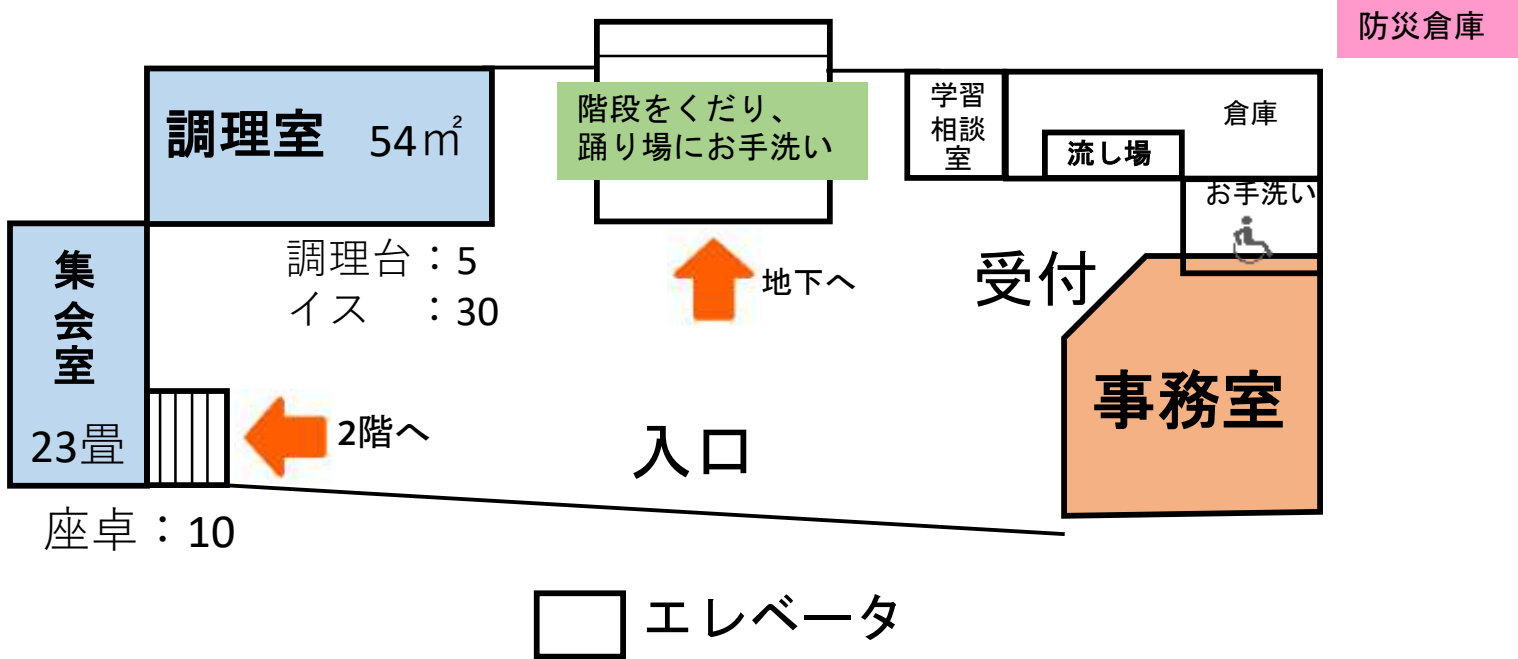 防災倉庫
調理室 54㎡
階段をくだり、
踊り場にお手洗い
学習
相談
室
倉庫
流し場
お手洗い
調理台：5
イス　：30
地下へ
受付
集
会
室
23畳
2階へ
入口
事務室
座卓：10
エレベータ